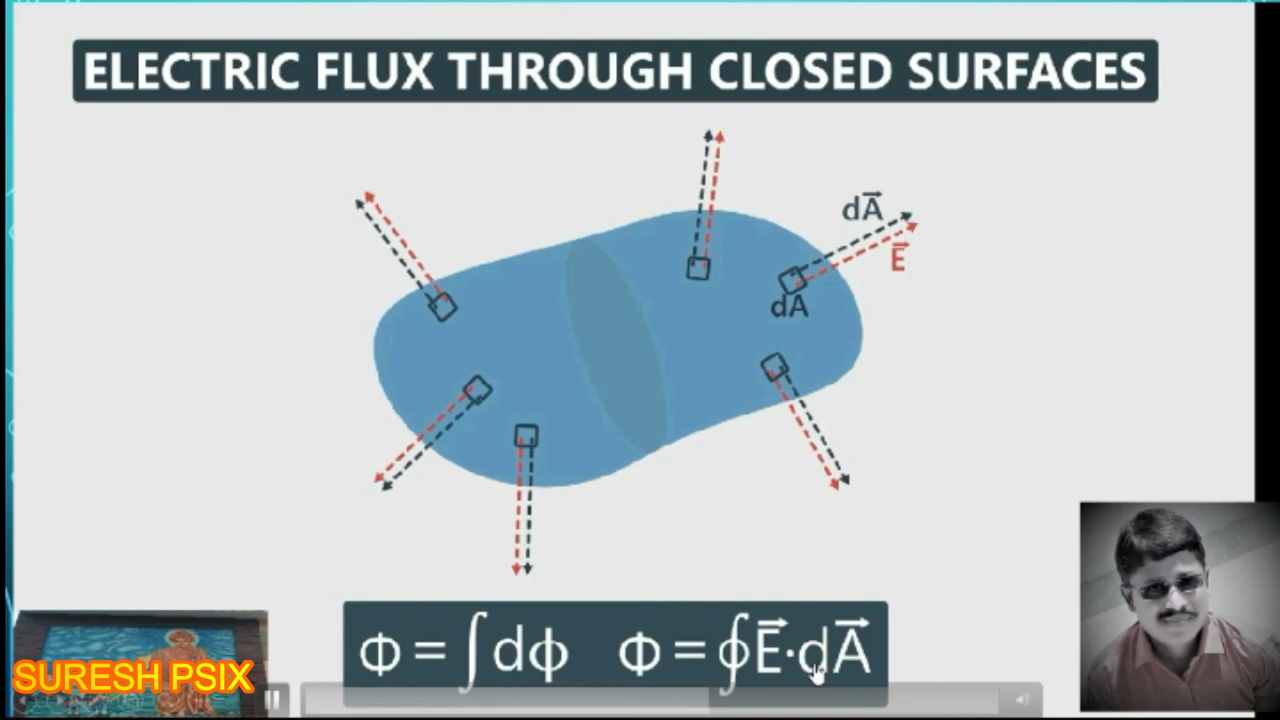 ELECTRIC FLUX THROUGH CLOSED SURFACES
dA⃗
E⃗
dA
Φ = ∫ dϕ Φ = ∮E⃗·dA⃗
SURESH PSIX